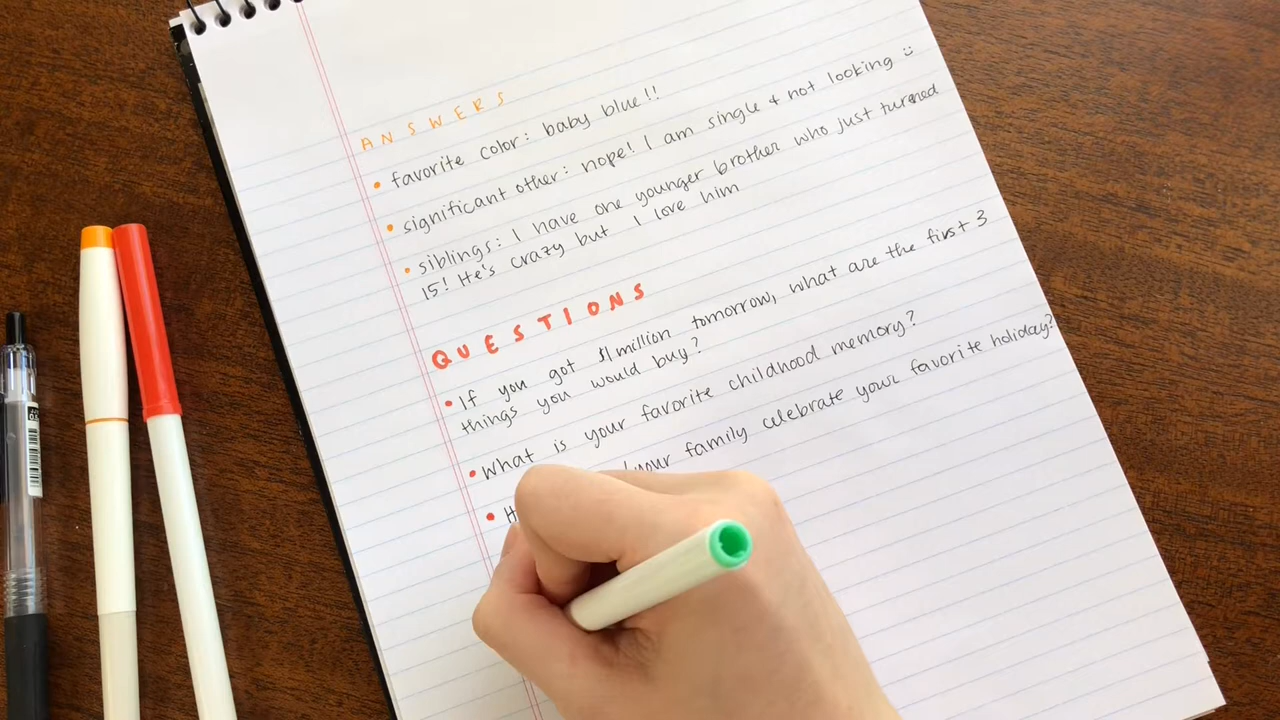 ANSWERS
• favorite color: baby blue!!
• significant other: nope! I am single + not looking :)
• siblings: I have one younger brother who just turned
15! He's crazy but I love him
QUESTIONS
• If you got $1 million tomorrow, what are the first 3
things you would buy?
• What is your favorite childhood memory?
• your family celebrate your favorite holiday?